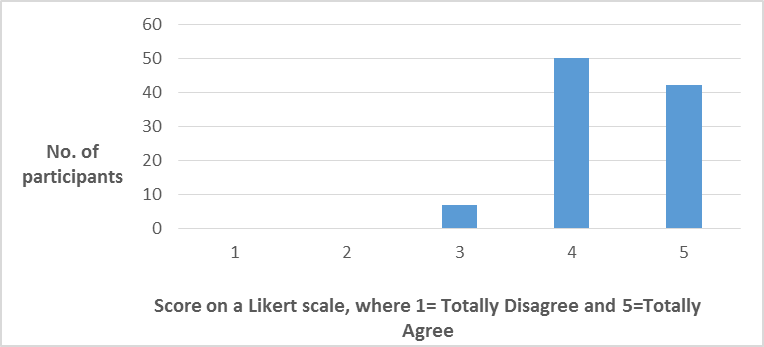 60
50
40
30
20
10
0
No. of
participants
1 2 3 4 5
Score on a Likert scale, where 1= Totally Disagree and 5=Totally
Agree